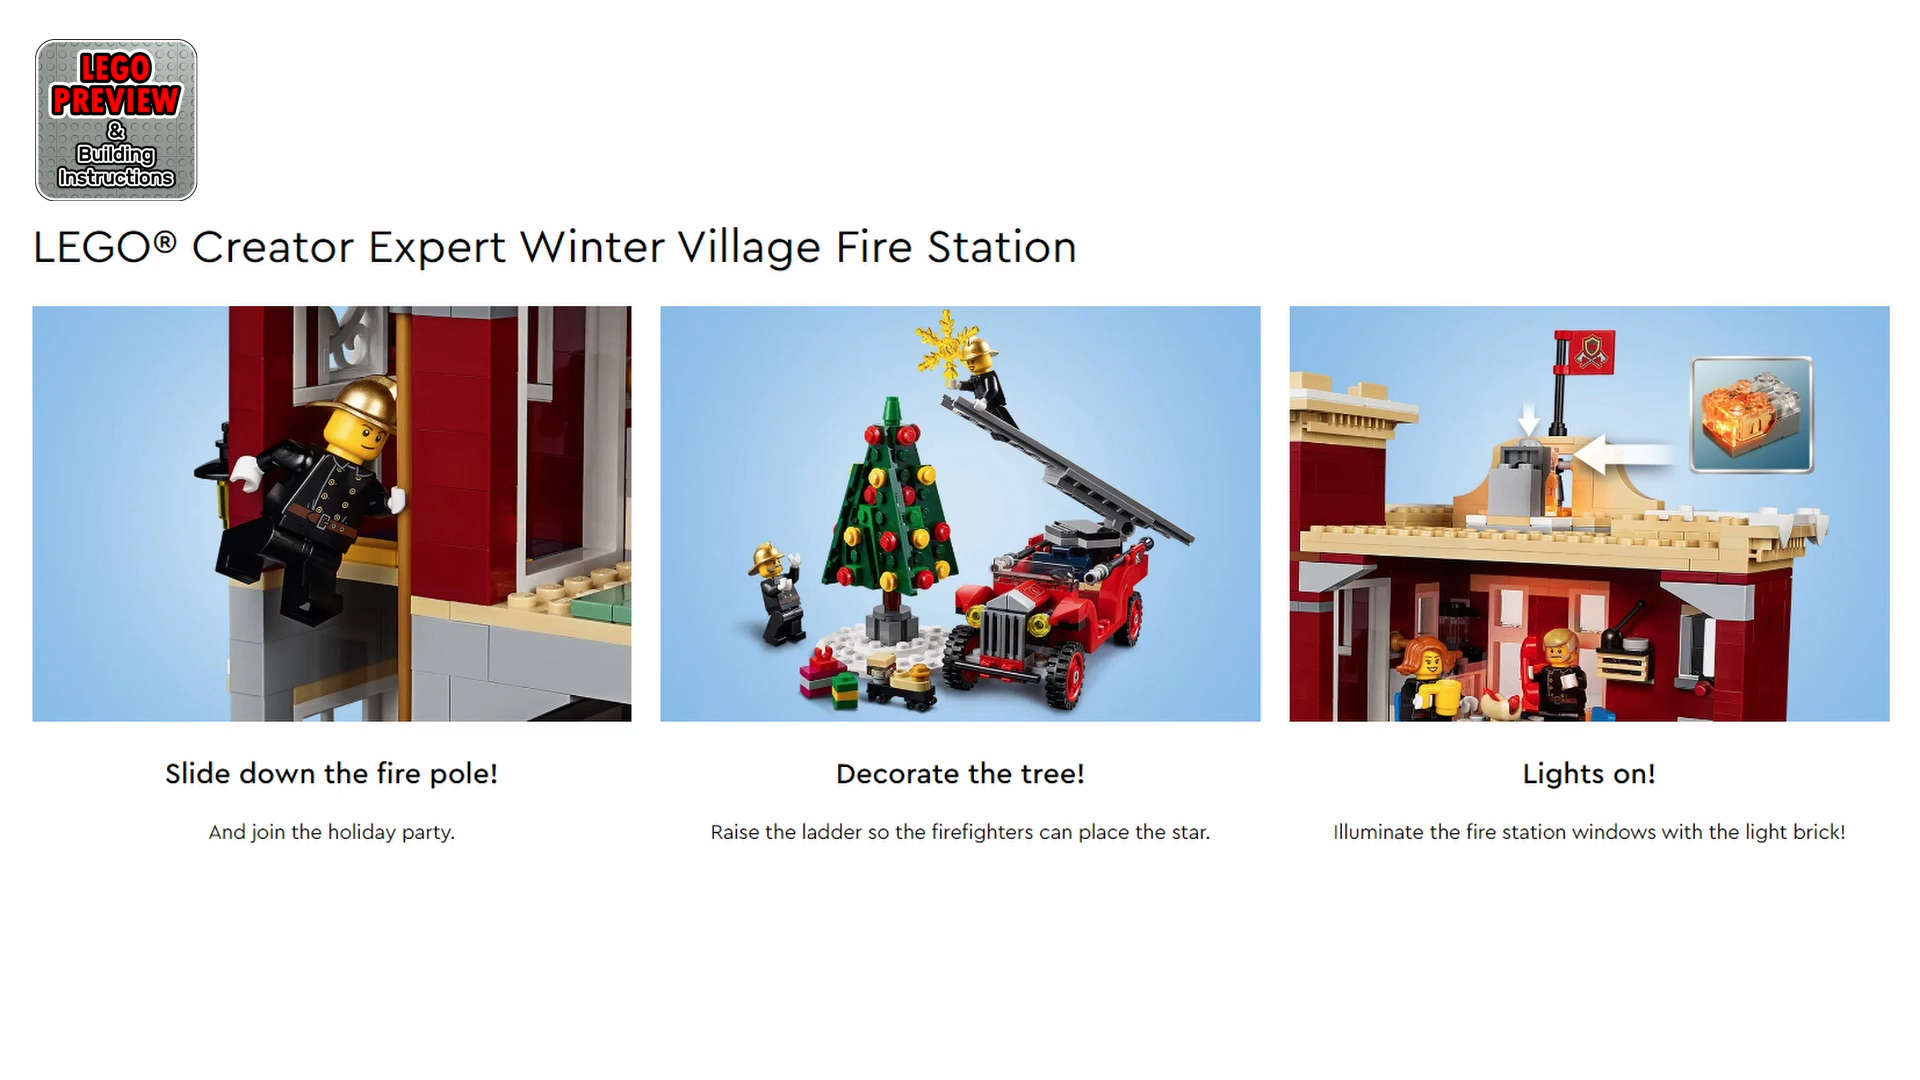 LEGO
PREVIEW
&
Building
Instructions
LEGO® Creator Expert Winter Village Fire Station
Slide down the fire pole!
Decorate the tree!
Lights on!
And join the holiday party.
Raise the ladder so the firefighters can place the star.
Illuminate the fire station windows with the light brick!